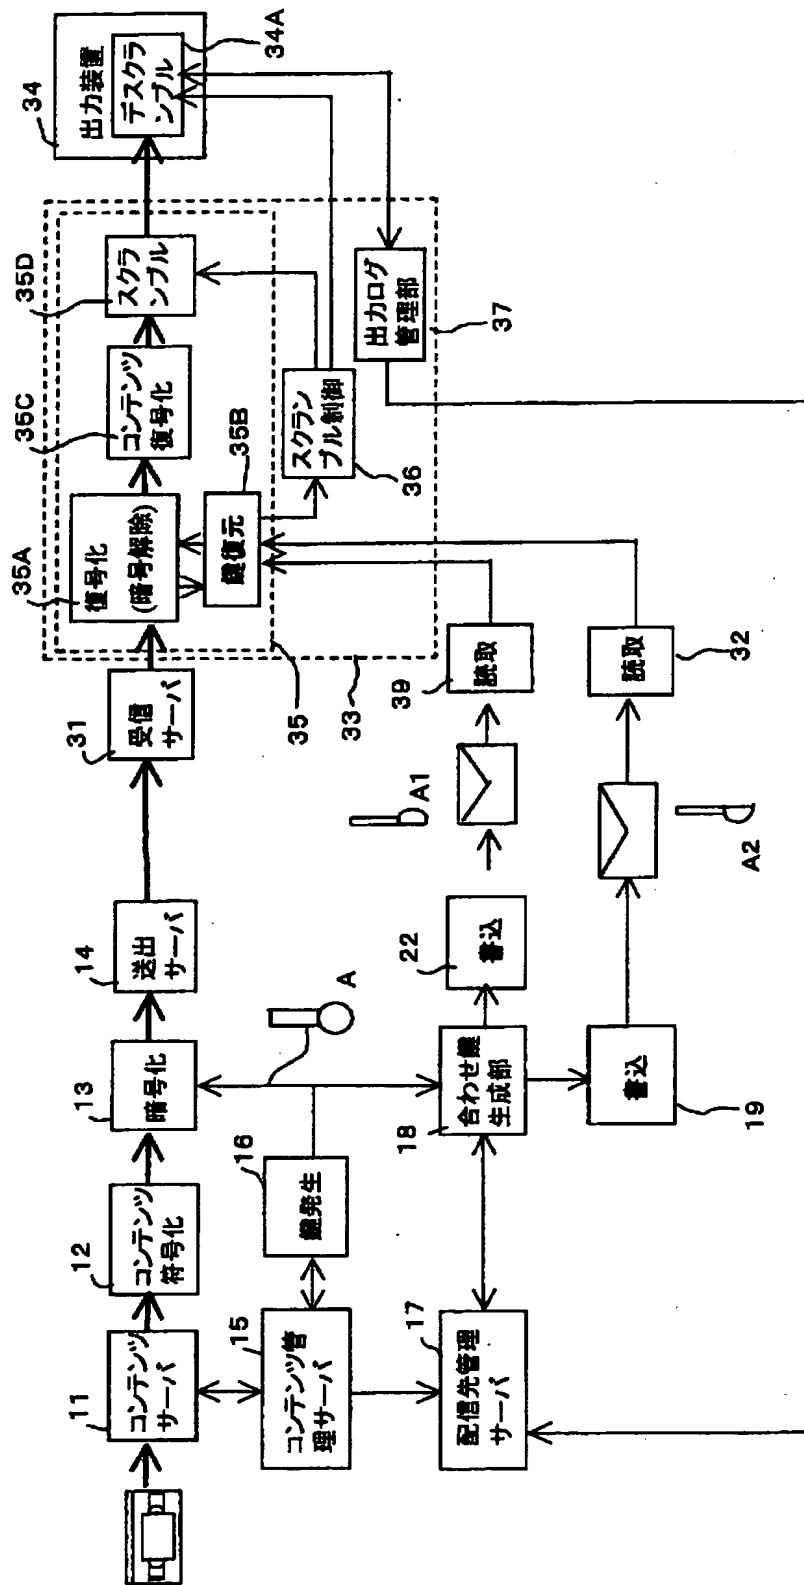 11
コンテンツ
サーバ
12
コンテンツ
符号化
13
暗号化
14
送出
サーバ
31
受信
サーバ
35A
復号化
(暗号解除)
35C
コンテンツ
復号化
35D
スクラ
ンブル
34
出力装置
デスクラ
ンブル
34A
15
コンテンツ管
理サーバ
16
鍵発生
A
35
33
鍵復元
35B
スクラン
ブル制御
36
出力ログ
管理部
37
17
配信先管理
サーバ
18
合わせ鍵
生成部
22
書込
A1
39
読取
19
書込
A2
読取
32